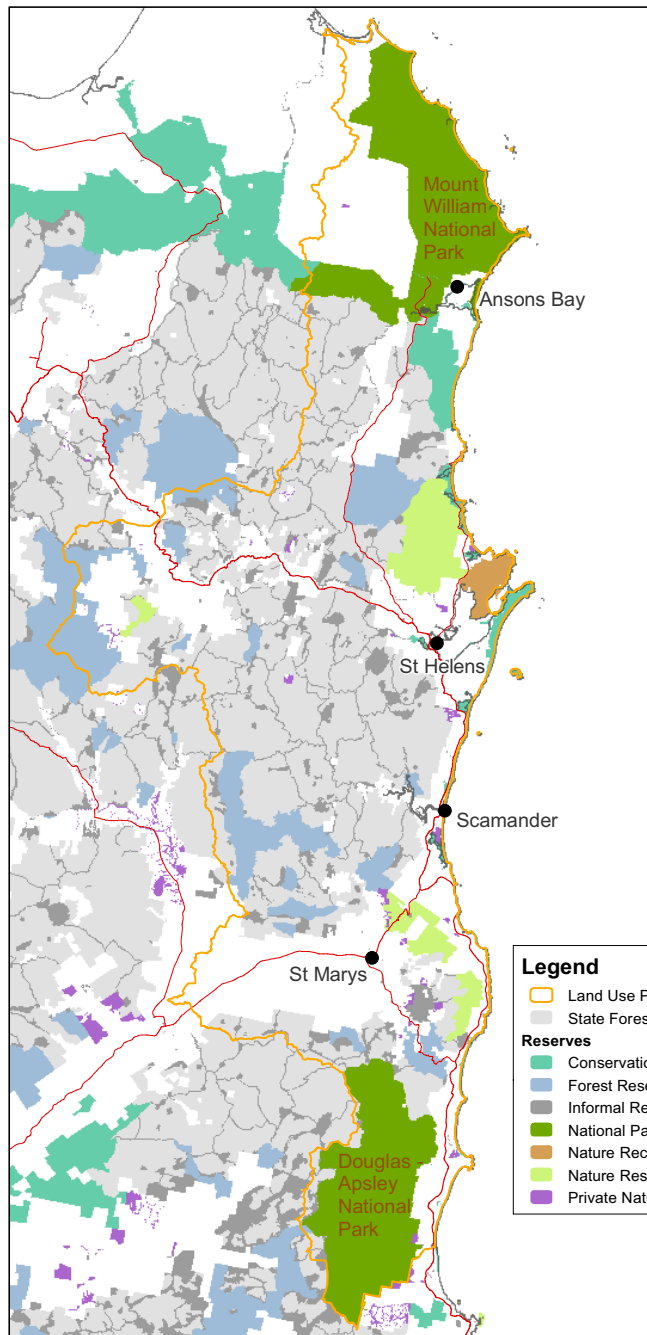 Mount
William
National
Park
Ansons Bay
St Helens
Scamander
St Marys
Legend
Land Use P
State Fores
Reserves
Conservatio
Forest Rese
Informal Re
National Pa
Nature Rec
Nature Res
Private Natu
Douglas -
Apsley
National
Park